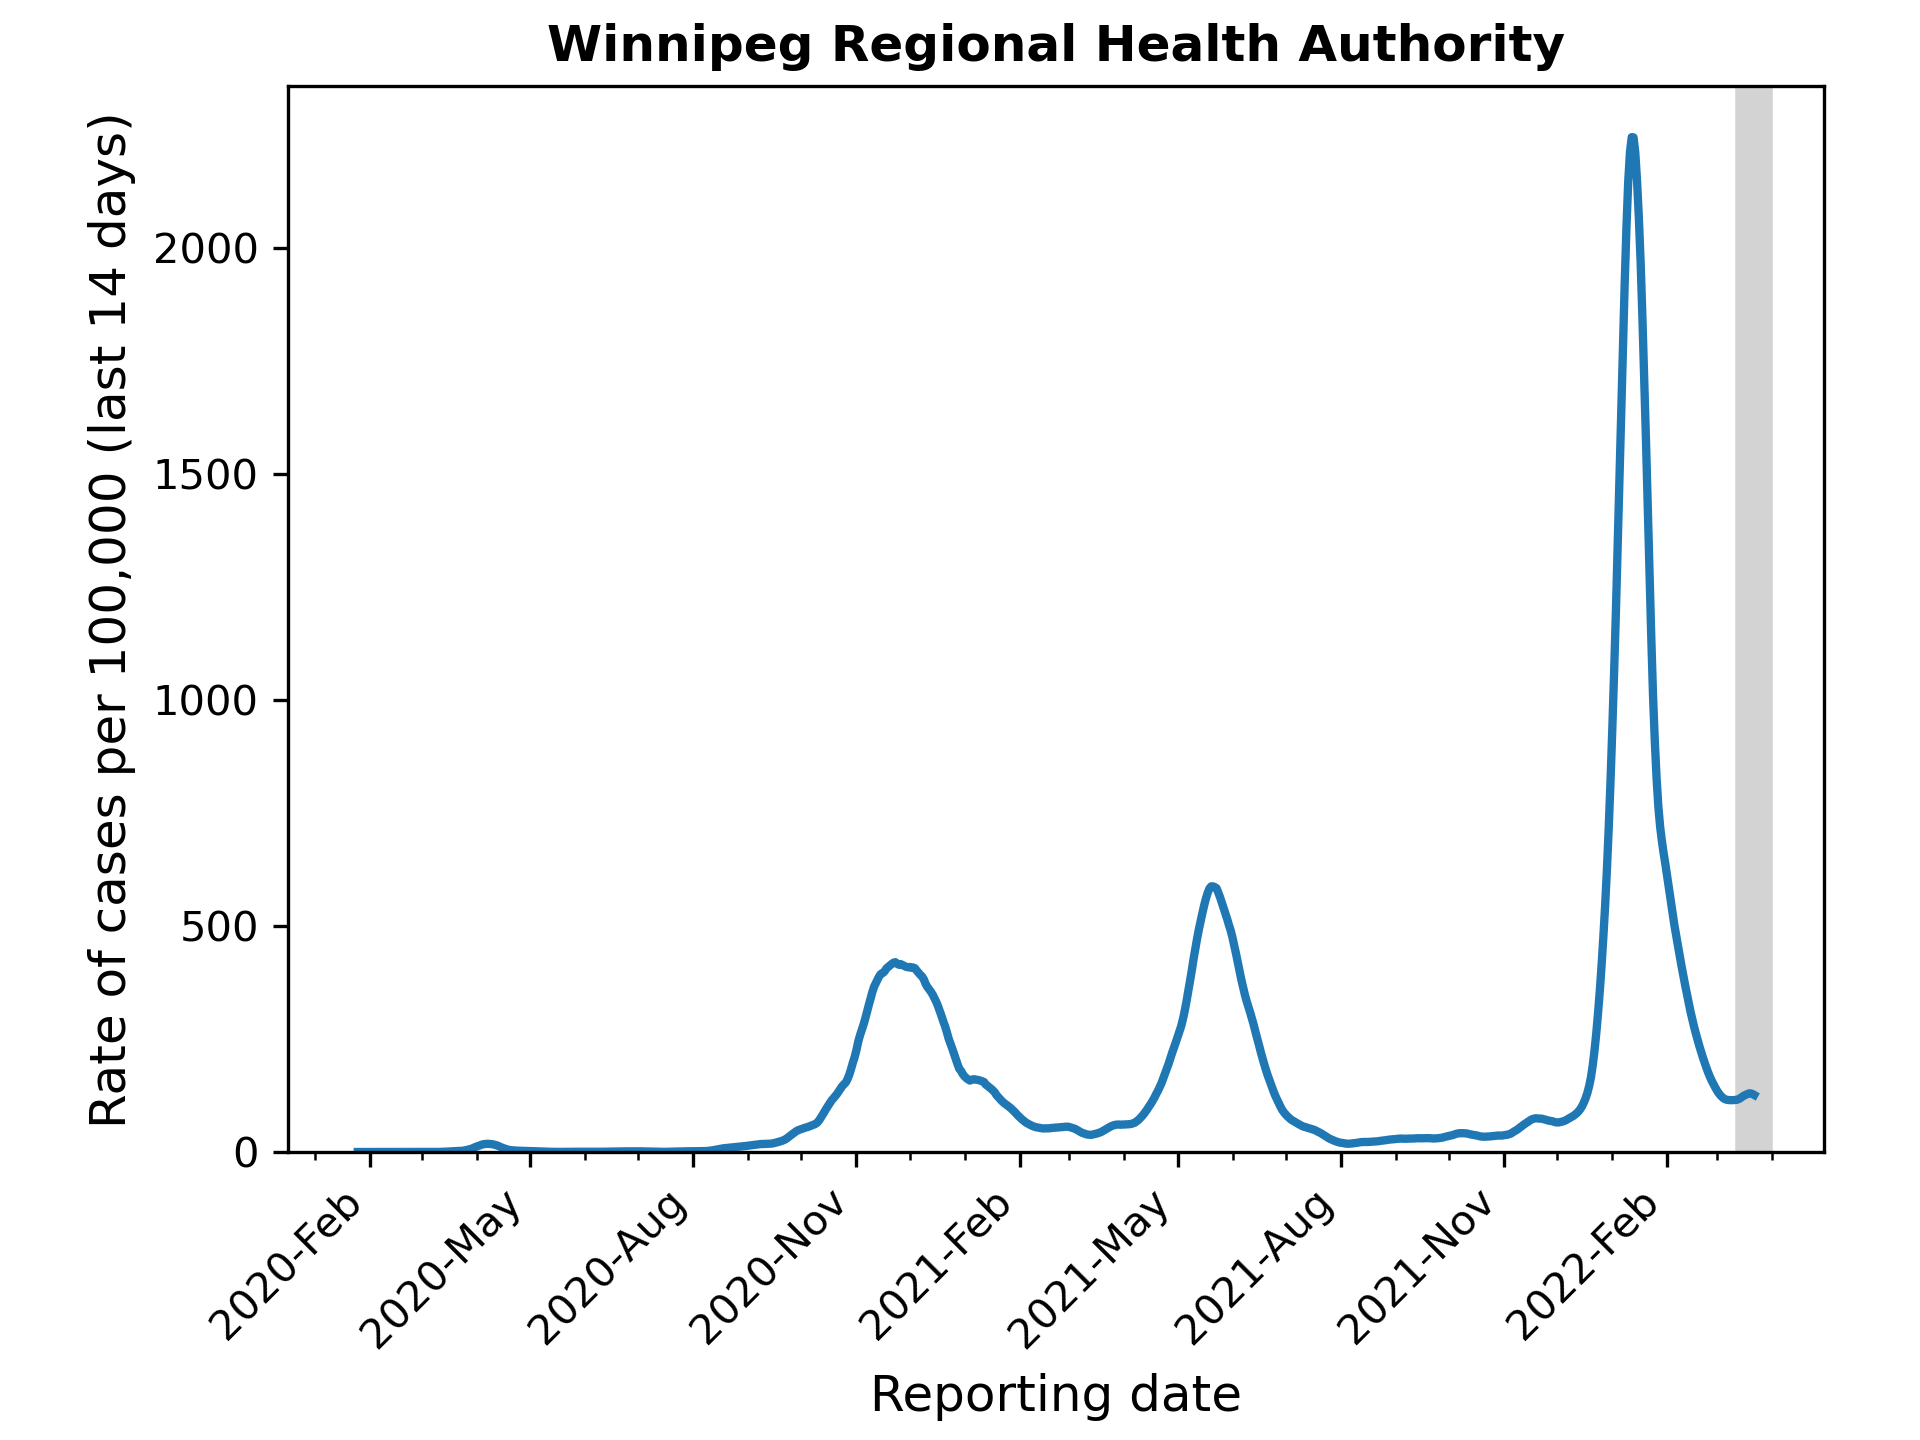 Winnipeg Regional Health Authority
Rate of cases per 100,000 (last 14 days)
2000
1500
1000
500
0
2020-Feb
2020-May
2020-Aug
2020-Nov
2021-Feb
2021-May
2021-Aug
2021-Nov
2022-Feb
Reporting date